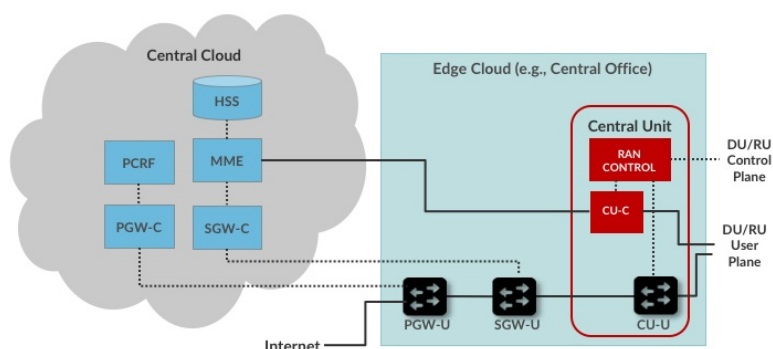 Central Cloud
HSS
PCRF
MME
PGW-C
SGW-C
Internet
Edge Cloud (e.g., Central Office)
Central Unit
RAN
CONTROL
CU-C
PGW-U
SGW-U
CU-U
DU/RU
Control
Plane
DU/RU
User
Plane